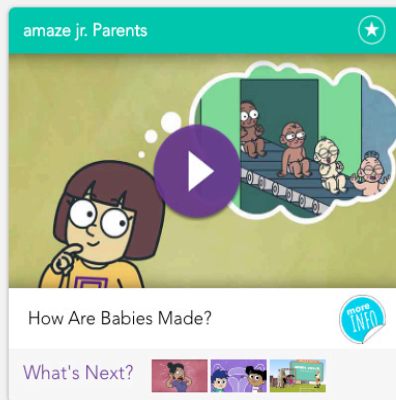 amaze jr. Parents
How Are Babies Made?
more
INFO
What's Next?